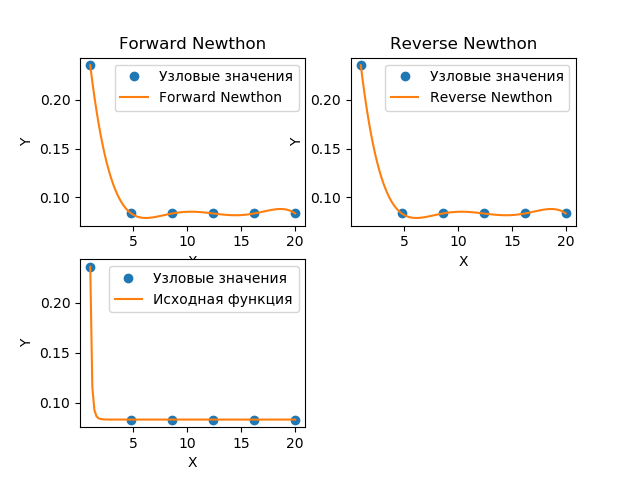 Forward Newthon
Reverse Newthon
Узловые значения
Forward Newthon
Узловые значения
Reverse Newthon
0.20
0.15
0.10
Y
5
10
15
20
X
0.20
0.15
0.10
Y
5
10
15
20
X
Узловые значения
Исходная функция
0.20
0.15
0.10
Y
5
10
15
20
X